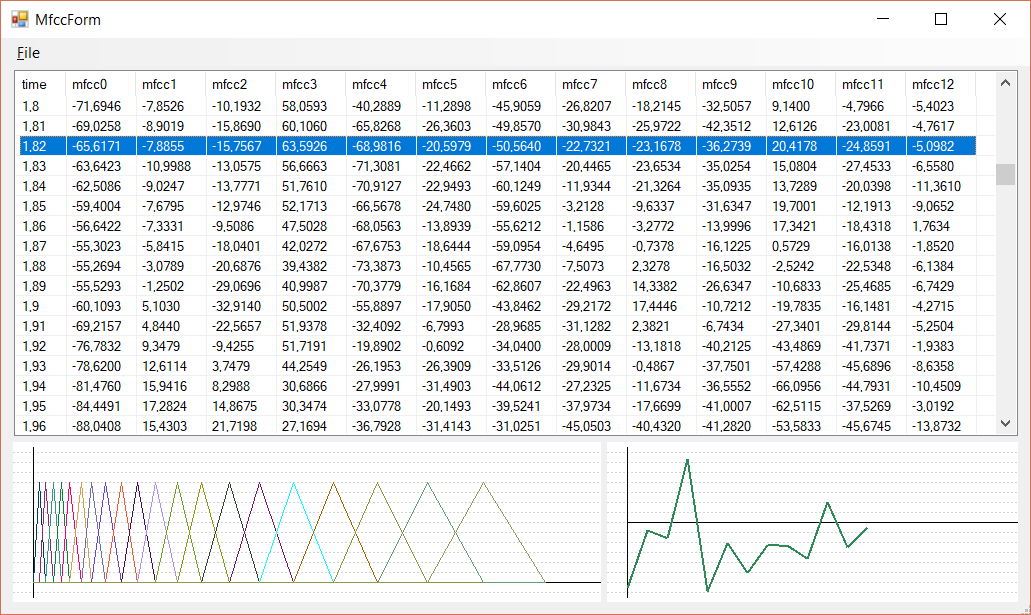 MfccForm
File
time mfcc0 mfcc1 mfcc2 mfcc3 mfcc4 mfcc5 mfcc6 mfcc7 mfcc8 mfcc9 mfcc10 mfcc11 mfcc12
1,8 -71,6946 -7,8526 -10,1932 58,0593 -40,2889 -11,2898 -45,9059 -26,8207 -18,2145 -32,5057 9,1400 -4,7966 -5,4023
1,81 -69,0258 -8,9019 -15,8690 60,1060 -65,8268 -26,3603 -49,8570 -30,9843 -25,9722 -42,3512 12,6126 -23,0081 -4,7617
1,82 -65,6171 -7,8855 -15,7567 63,5926 -68,9816 -20,5979 -50,5640 -22,7321 -23,1678 -36,2739 20,4178 -24,8591 -5,0982
1,83 -63,6423 -10,9988 -13,0575 56,6663 -71,3081 -22,4662 -57,1404 -20,4465 -23,6534 -35,0254 15,0804 -27,4533 -6,5580
1,84 -62,5086 -9,0247 -13,7771 51,7610 -70,9127 -22,9493 -60,1249 -11,9344 -21,3264 -35,0935 13,7289 -20,0398 -11,3610
1,85 -59,4004 -7,6795 -12,9746 52,1713 -66,5678 -24,7480 -59,6025 -3,2128 -9,6337 -31,6347 19,7001 -12,1913 -9,0652
1,86 -56,6422 -7,3331 -9,5086 47,5028 -68,0563 -13,8939 -55,6212 -1,1586 -3,2772 -13,9996 17,3421 -18,4318 1,7634
1,87 -55,3023 -5,8415 -18,0401 42,0272 -67,6753 -18,6444 -59,0954 -4,6495 -0,7378 -16,1225 0,5729 -16,0138 -1,8520
1,88 -55,2694 -3,0789 -20,6876 39,4382 -73,3873 -10,4565 -67,7730 -7,5073 2,3278 -16,5032 -2,5242 -22,5348 -6,1384
1,89 -55,5293 -1,2502 -29,0696 40,9987 -70,3779 -16,1684 -62,8607 -22,4963 14,3382 -26,6347 -10,6833 -25,4685 -6,7429
1,9 -60,1093 5,1030 -32,9140 50,5002 -55,8897 -17,9050 -43,8462 -29,2172 17,4446 -10,7212 -19,7835 -16,1481 -4,2715
1,91 -69,2157 4,8440 -22,5657 51,9378 -32,4092 -6,7993 -28,9685 -31,1282 2,3821 -6,7434 -27,3401 -29,8144 -5,2504
1,92 -76,7832 9,3479 -9,4255 51,7191 -19,8902 -0,6092 -34,0400 -28,0009 -13,1818 -40,2125 -43,4869 -41,7371 -1,9383
1,93 -78,6200 12,6114 3,7479 44,2549 -26,1953 -26,3909 -33,5126 -29,9014 -0,4867 -37,7501 -57,4288 -45,6896 -8,6358
1,94 -81,4760 15,9416 8,2988 30,6866 -27,9991 -31,4903 -44,0612 -27,2325 -11,6734 -36,5552 -66,0956 -44,7931 -10,4509
1,95 -84,4491 17,2824 14,8675 30,3474 -33,0778 -20,1493 -39,5241 -37,9734 -17,6699 -41,0007 -62,5115 -37,5269 -3,0192
1,96 -88,0408 15,4303 21,7198 27,1694 -36,7928 -31,4143 -31,0251 -45,0503 -40,4320 -41,2820 -53,5833 -45,6745 -13,8732